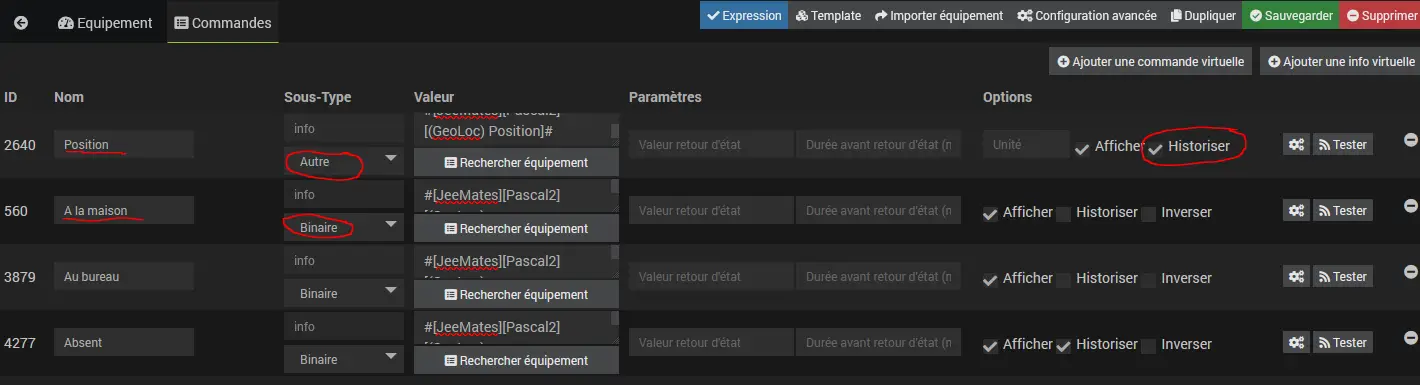 Equipement Commandes Expression Template Importer équipement Configuration avancée Dupliquer Sauvegarder Supprimer
Ajouter une commande virtuelle Ajouter une info virtuelle
ID Nom Sous-Type Valeur Paramètres Options
info #[JeeMates][Pascal2]
[(GeoLoc) Position]#
2640 Position Valeur retour d'état Durée avant retour d'état (n Unité Afficher Historiser Tester
Autre Rechercher équipement
info #[JeeMates][Pascal2]
560 A la maison Valeur retour d'état Durée avant retour d'état (n Afficher Historiser Inverser Tester
Binaire Rechercher équipement
info #[JeeMates][Pascal2]
3879 Au bureau Valeur retour d'état Durée avant retour d'état (n Afficher Historiser Inverser Tester
Binaire Rechercher équipement
info #[JeeMates][Pascal2]
4277 Absent Valeur retour d'état Durée avant retour d'état (n Afficher Historiser Inverser Tester
Binaire Rechercher équipement